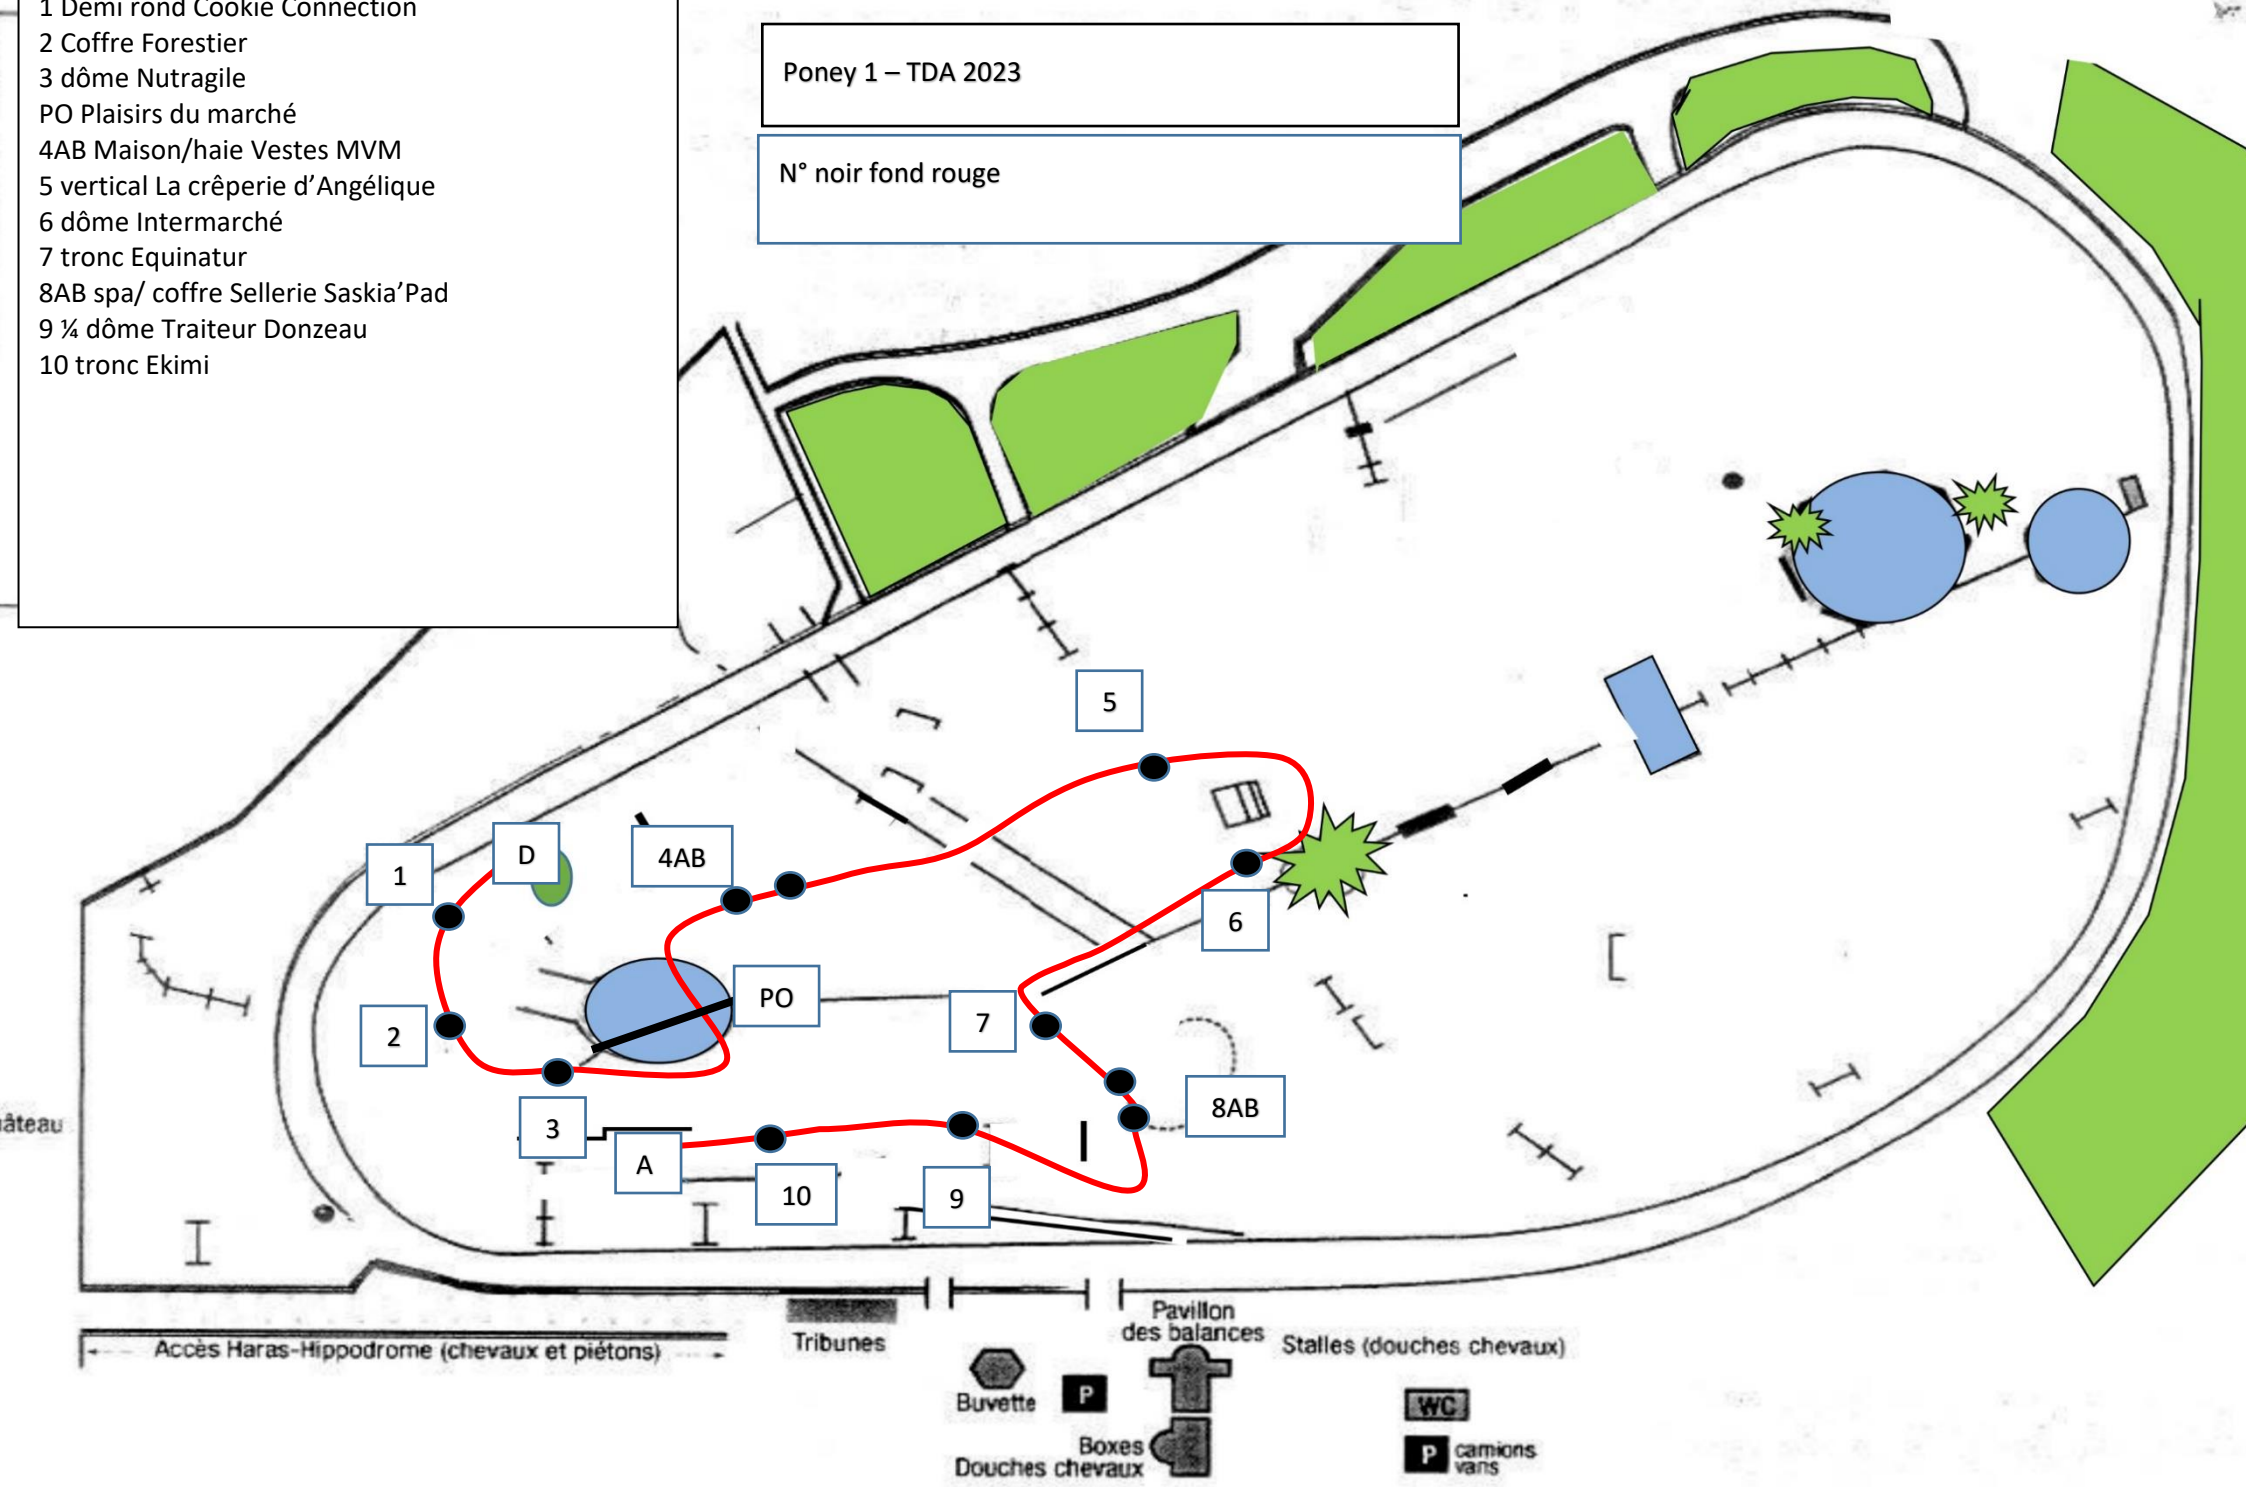 1 Demi rond Cookie Connection
2 Coffre Forestier
3 dôme Nutragile
PO Plaisirs du marché
4AB Maison/haie Vestes MVM
5 vertical La crêperie d’Angélique
6 dôme Intermarché
7 tronc Equinatur
8AB spa/ coffre Sellerie Saskia’Pad
9 ¼ dôme Traiteur Donzeau
10 tronc Ekimi
Poney 1 – TDA 2023
N° noir fond rouge
5
4AB
D
1
6
PO
7
2
8AB
3
A
10
9
âteau
Accès Haras-Hippodrome (chevaux et piétons)
Tribunes
Pavillon
des balances
Stalles (douches chevaux)
Buvette
P
WC
Boxes
Douches chevaux
P
camions
vans